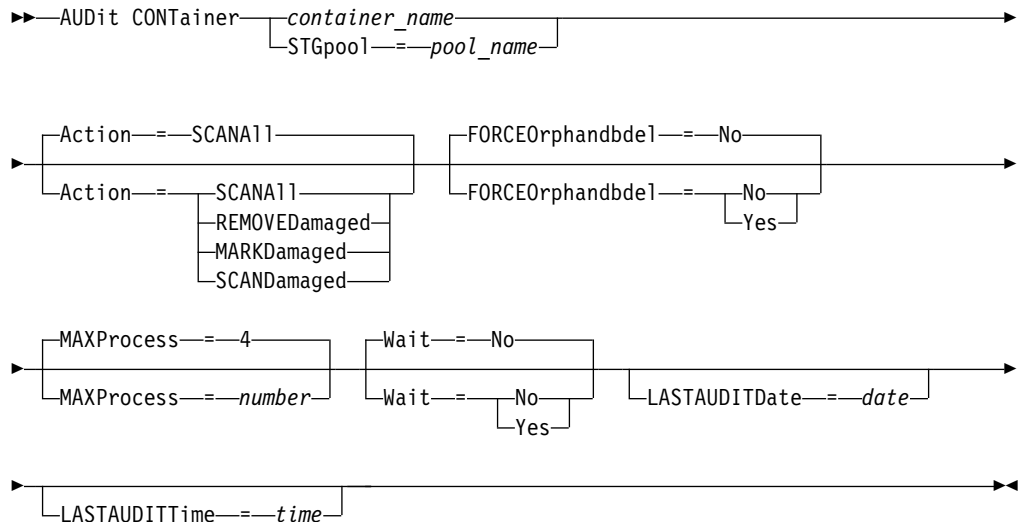 AUDit CONTainer container_name
STGpool = pool_name
Action = SCANAll FORCEOrphandbdel = No
Action = SCANAll FORCEOrphandbdel = No
REMOVEDamaged Yes
MARKDamaged
SCANDamaged
MAXProcess = 4 Wait = No
MAXProcess = number Wait = No LASTAUDITDate = date
Yes
LASTAUDITTime = time